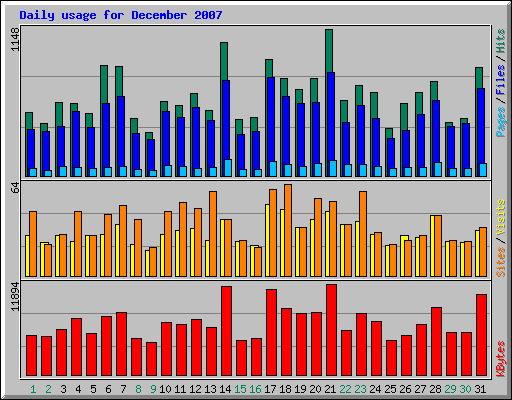 Daily usage for December 2007
1148
Pages / Files / Hits
64
Sites / Visits
11894
KBytes
1 2 3 4 5 6 7 8 9 10 11 12 13 14 15 16 17 18 19 20 21 22 23 24 25 26 27 28 29 30 31